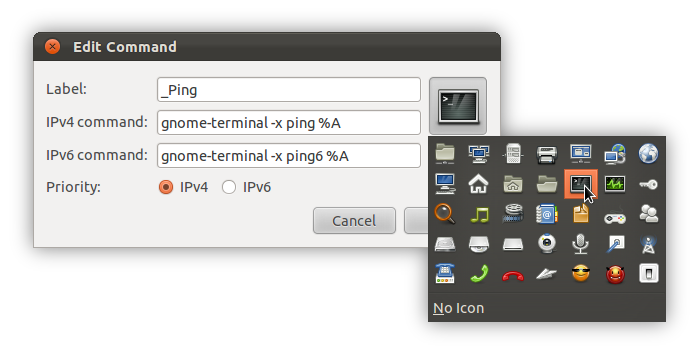 Edit Command
Label: _Ping
IPv4 command: gnome-terminal -x ping %A
IPv6 command: gnome-terminal -x ping6 %A
Priority: IPv4 IPv6
Cancel
No Icon